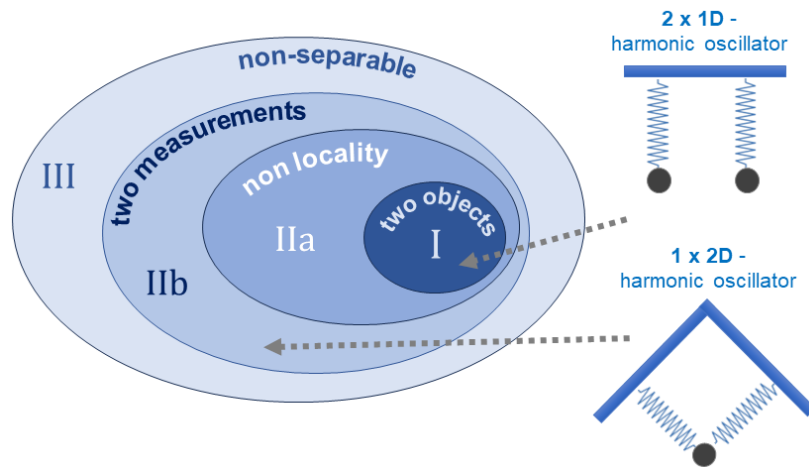 non-separable
two measurements
non locality
two objects
III
IIb
IIa
I
2 x 1D -
harmonic oscillator
1 x 2D -
harmonic oscillator